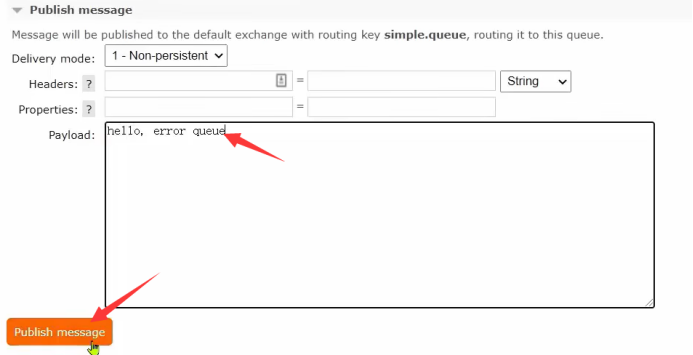 Publish message
Message will be published to the default exchange with routing key simple.queue, routing it to this queue.
Delivery mode: 1 - Non-persistent
Headers: ? = String
Properties: ? =
Payload: hello, error queue
Publish message